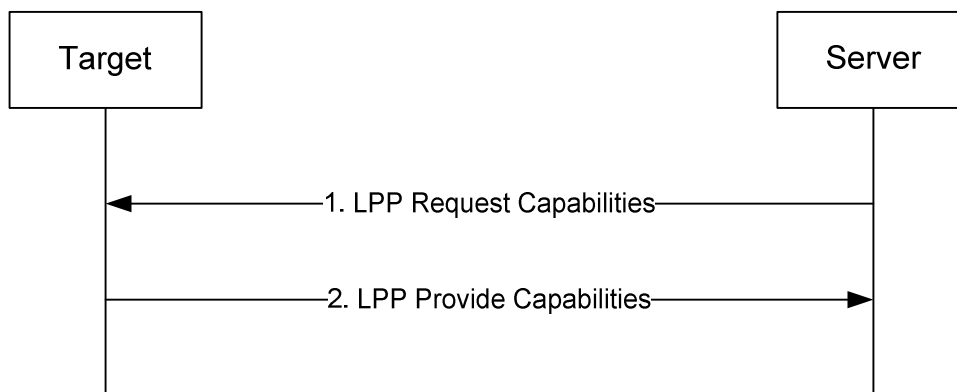 Target
Server
1. LPP Request Capabilities
2. LPP Provide Capabilities